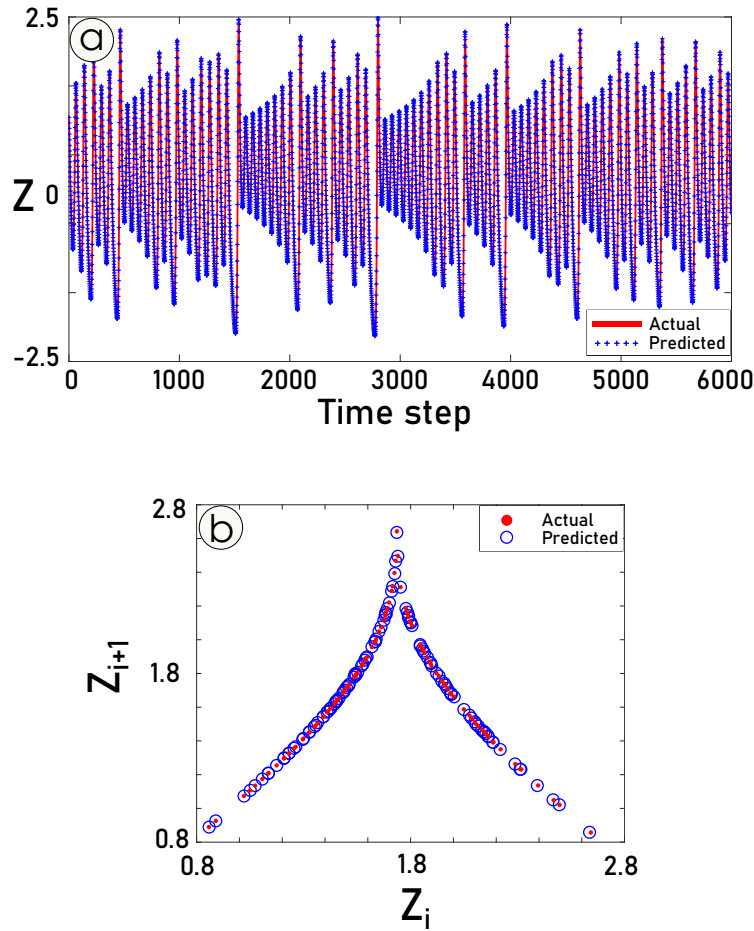 a
2.5
0
-2.5
Z
Actual
Predicted
0 1000 2000 3000 4000 5000 6000
Time step
b
2.8
1.8
0.8
Zi+1
Actual
Predicted
0.8 1.8 2.8
Zi